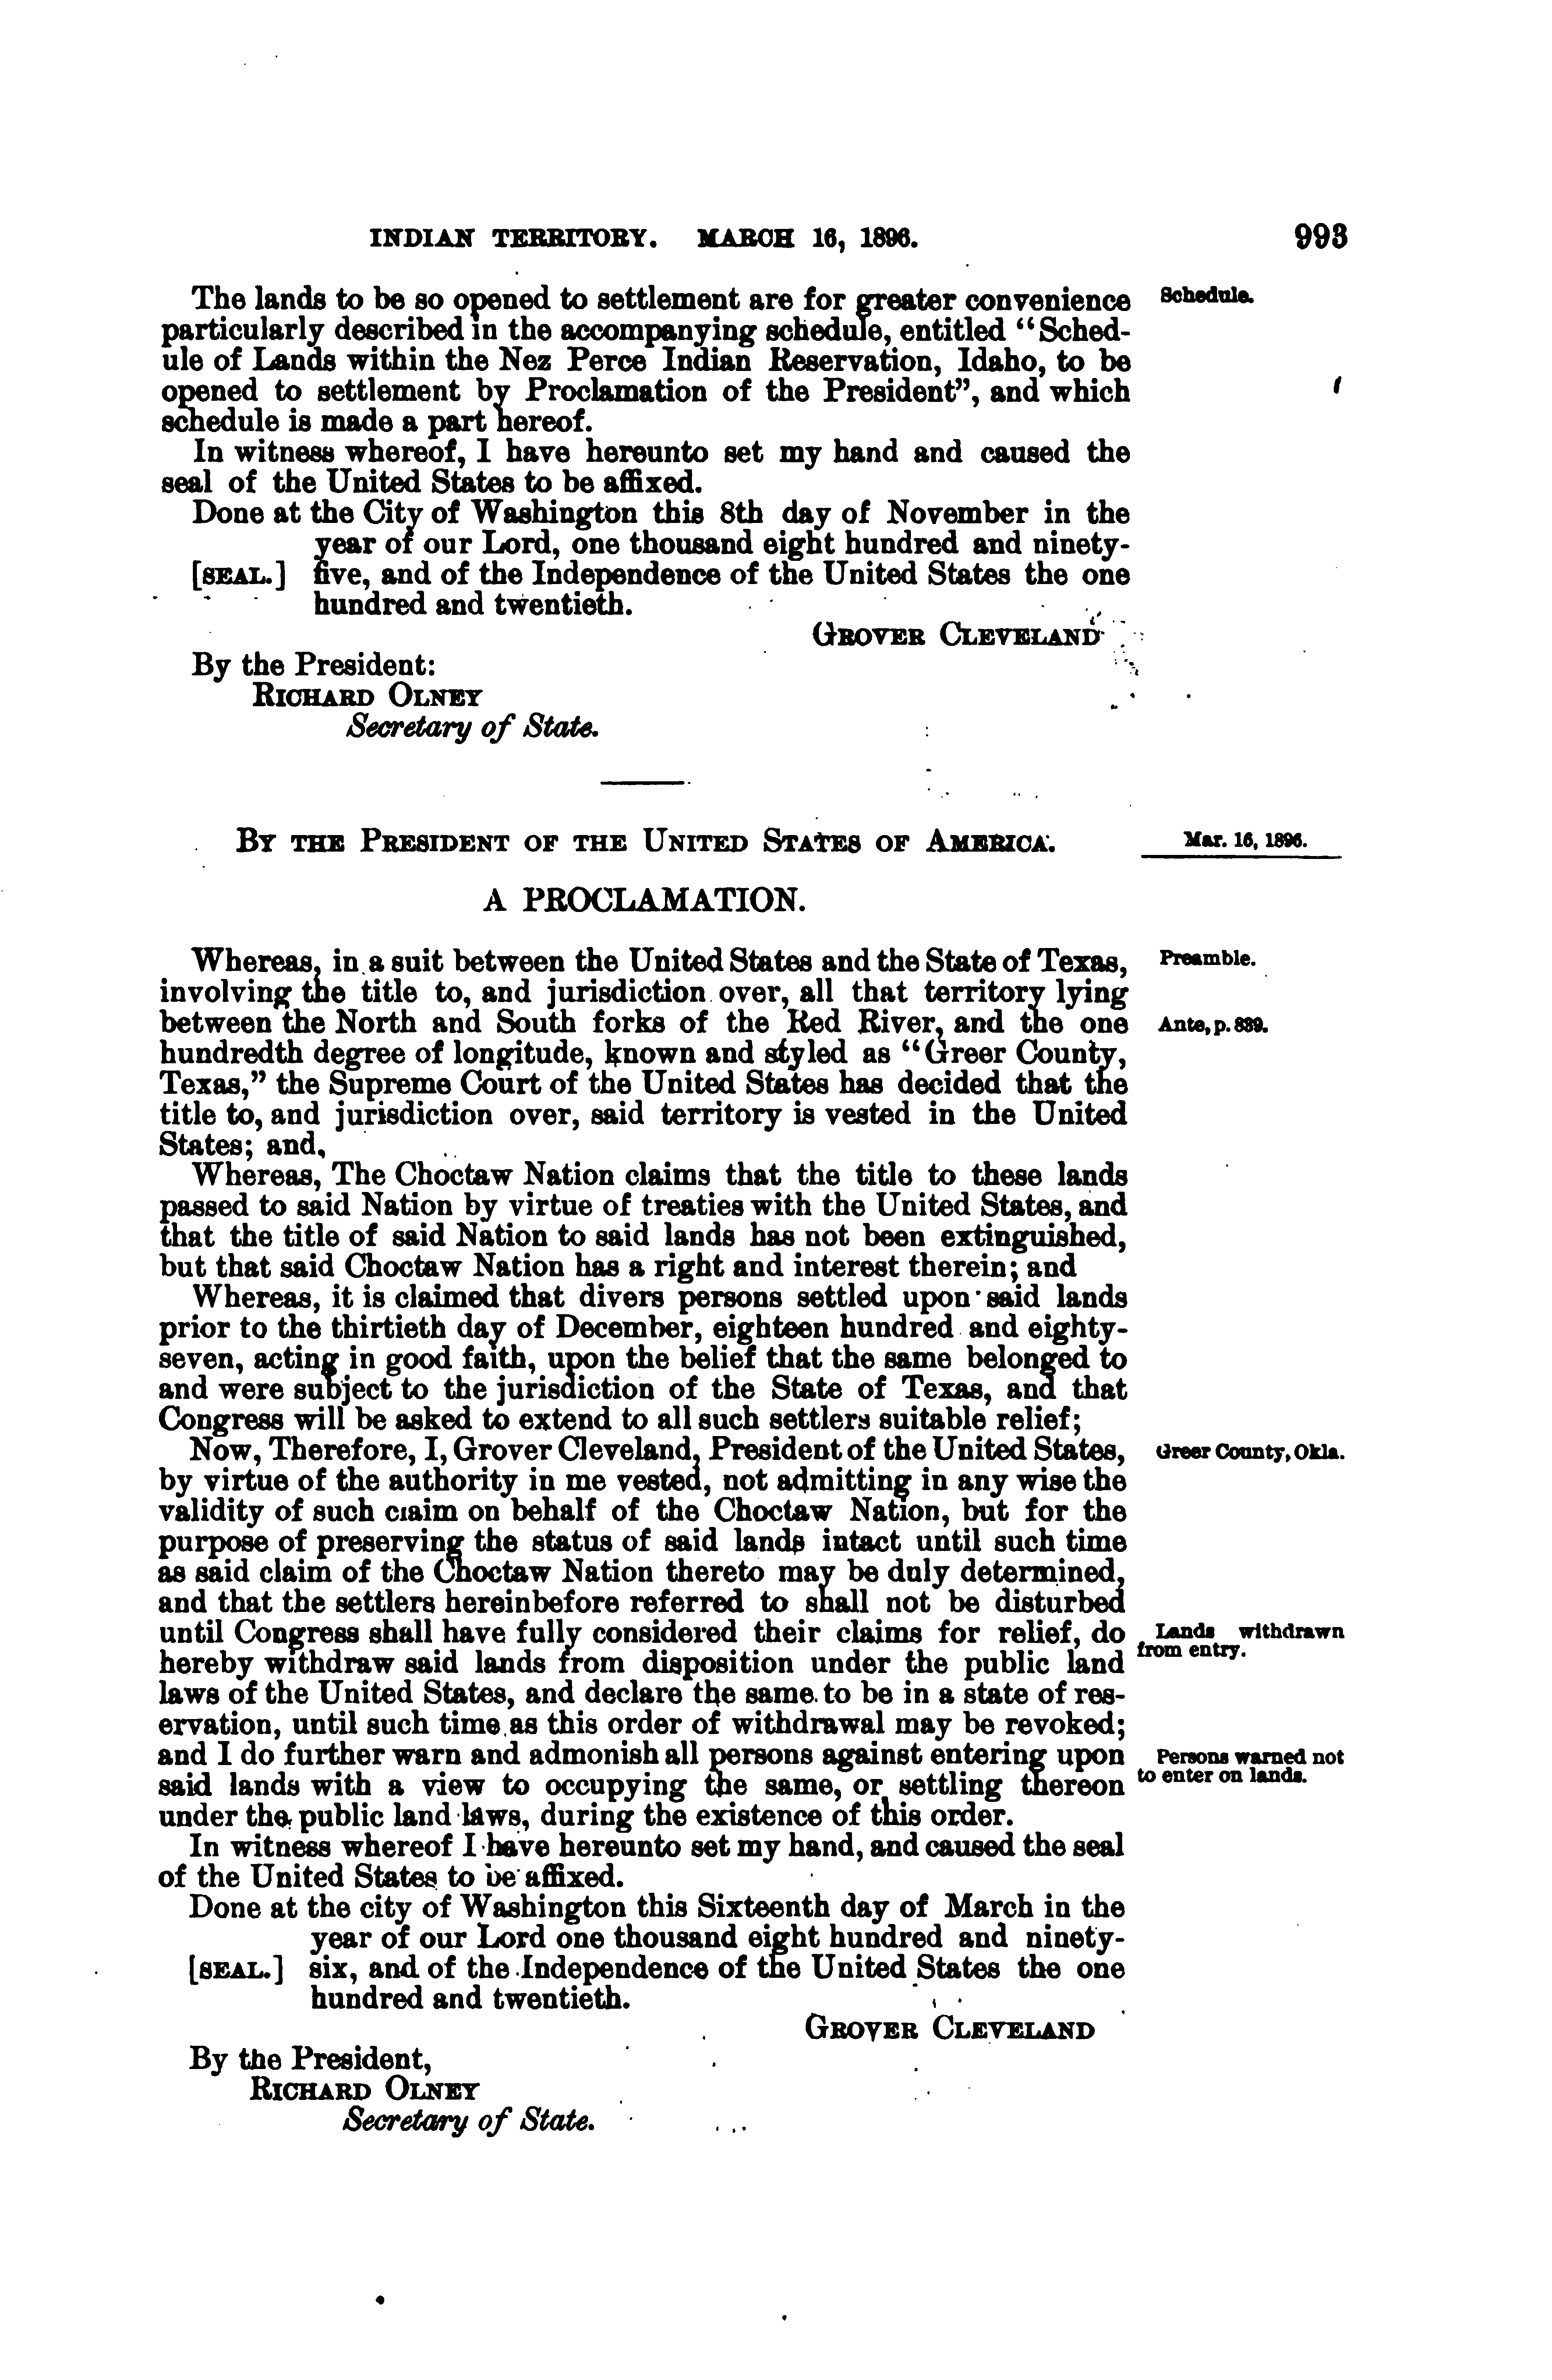 INDIAN TERRITORY. MARCH 16, 1896. 993
The lands to be so opened to settlement are for greater convenience
Schedule.
particularly described in the accompanying schedule, entitled “Sched-
ule of Lands within the Nez Perce Indian Reservation, Idaho, to be
opened to settlement by Proclamation of the President”, and which
schedule is made a part hereof.
In witness whereof, I have hereunto set my hand and caused the
seal of the United States to be affixed.
Done at the City of Washington this 8th day of November in the
year of our Lord, one thousand eight hundred and ninety-
[SEAL.] five, and of the Independence of the United States the one
hundred and twentieth.
GROVER CLEVELAND
By the President:
RICHARD OLNEY
Secretary of State.
BY THE PRESIDENT OF THE UNITED STATES OF AMERICA.
Mar. 16, 1896.
A PROCLAMATION.
Whereas, in a suit between the United States and the State of Texas,
Preamble.
involving the title to, and jurisdiction over, all that territory lying
between the North and South forks of the Red River, and the one
Ante, p. 839.
hundredth degree of longitude, known and styled as “Greer County,
Texas,” the Supreme Court of the United States has decided that the
title to, and jurisdiction over, said territory is vested in the United
States; and,
Whereas, The Choctaw Nation claims that the title to these lands
passed to said Nation by virtue of treaties with the United States, and
that the title of said Nation to said lands has not been extinguished,
but that said Choctaw Nation has a right and interest therein; and
Whereas, it is claimed that divers persons settled upon said lands
prior to the thirtieth day of December, eighteen hundred and eighty-
seven, acting in good faith, upon the belief that the same belonged to
and were subject to the jurisdiction of the State of Texas, and that
Congress will be asked to extend to all such settlers suitable relief;
Now, Therefore, I, Grover Cleveland, President of the United States,
Greer County, Okla.
by virtue of the authority in me vested, not admitting in any wise the
validity of such claim on behalf of the Choctaw Nation, but for the
purpose of preserving the status of said lands intact until such time
as said claim of the Choctaw Nation thereto may be duly determined,
and that the settlers hereinbefore referred to shall not be disturbed
until Congress shall have fully considered their claims for relief, do
Lands withdrawn
from entry.
hereby withdraw said lands from disposition under the public land
laws of the United States, and declare the same to be in a state of res-
ervation, until such time as this order of withdrawal may be revoked;
and I do further warn and admonish all persons against entering upon
Persons warned not
to enter on lands.
said lands with a view to occupying the same, or settling thereon
under the public land laws, during the existence of this order.
In witness whereof I have hereunto set my hand, and caused the seal
of the United States to be affixed.
Done at the city of Washington this Sixteenth day of March in the
year of our Lord one thousand eight hundred and ninety-
[SEAL.] six, and of the Independence of the United States the one
hundred and twentieth.
GROVER CLEVELAND
By the President,
RICHARD OLNEY
Secretary of State.